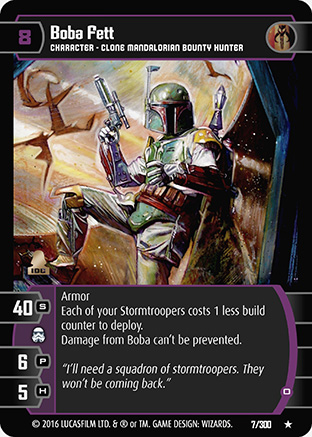 8 Boba Fett
CHARACTER - CLONE MANDALORIAN BOUNTY HUNTER
IDC
40 S
Armor
Each of your Stormtroopers costs 1 less build
counter to deploy.
Damage from Boba can't be prevented.
6 P
"I'll need a squadron of stormtroopers. They
won't be coming back."
5 H
D
© 2016 LUCASFILM LTD. & ® or TM. GAME DESIGN: WIZARDS. 7/300 ★